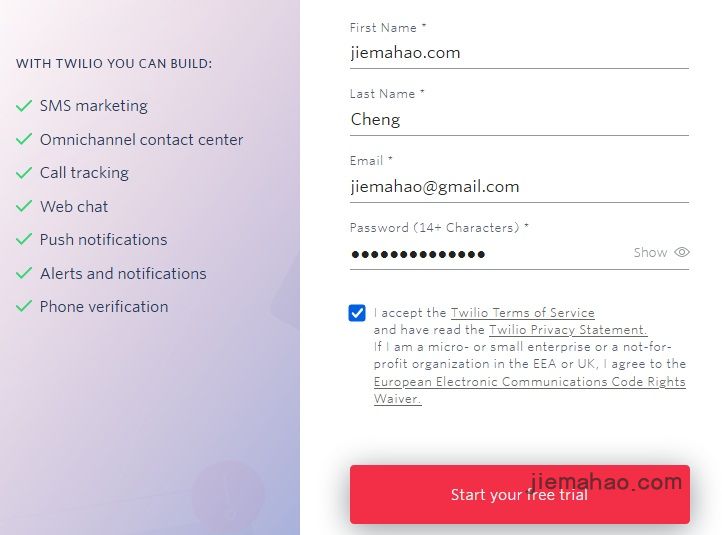 WITH TWILIO YOU CAN BUILD:
SMS marketing
Omnichannel contact center
Call tracking
Web chat
Push notifications
Alerts and notifications
Phone verification
First Name *
jiemahao.com
Last Name *
Cheng
Email *
jiemahao@gmail.com
Password (14+ Characters) *
●●●●●●●●●●●●●●
Show
I accept the Twilio Terms of Service
and have read the Twilio Privacy Statement.
If I am a micro- or small enterprise or a not-for-
profit organization in the EEA or UK, I agree to the
European Electronic Communications Code Rights
Waiver.
Start your free trial
jiemahao.com